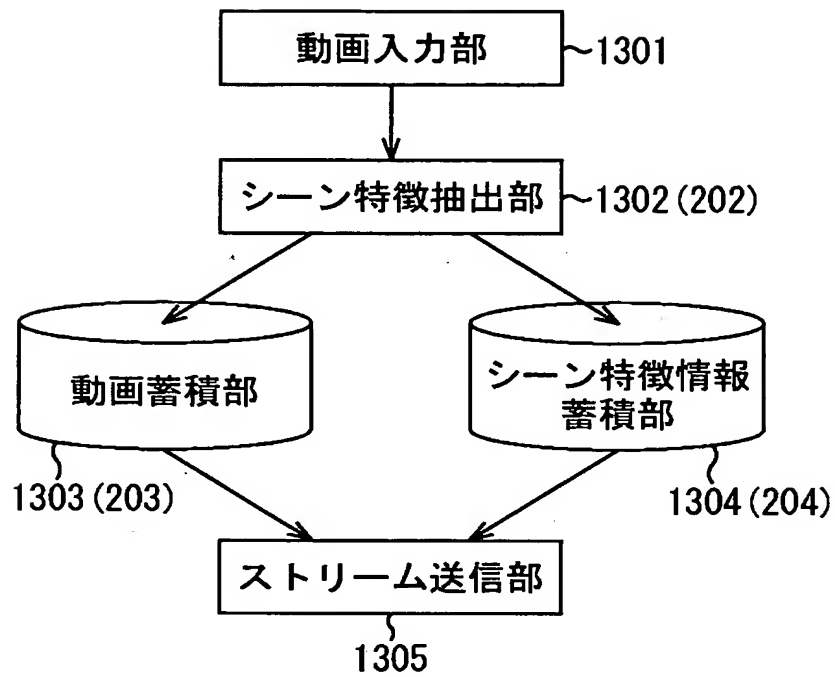 動画入力部
~1301
シーン特徴抽出部
~1302(202)
動画蓄積部
シーン特徴情報
蓄積部
1303(203)
1304(204)
ストリーム送信部
1305